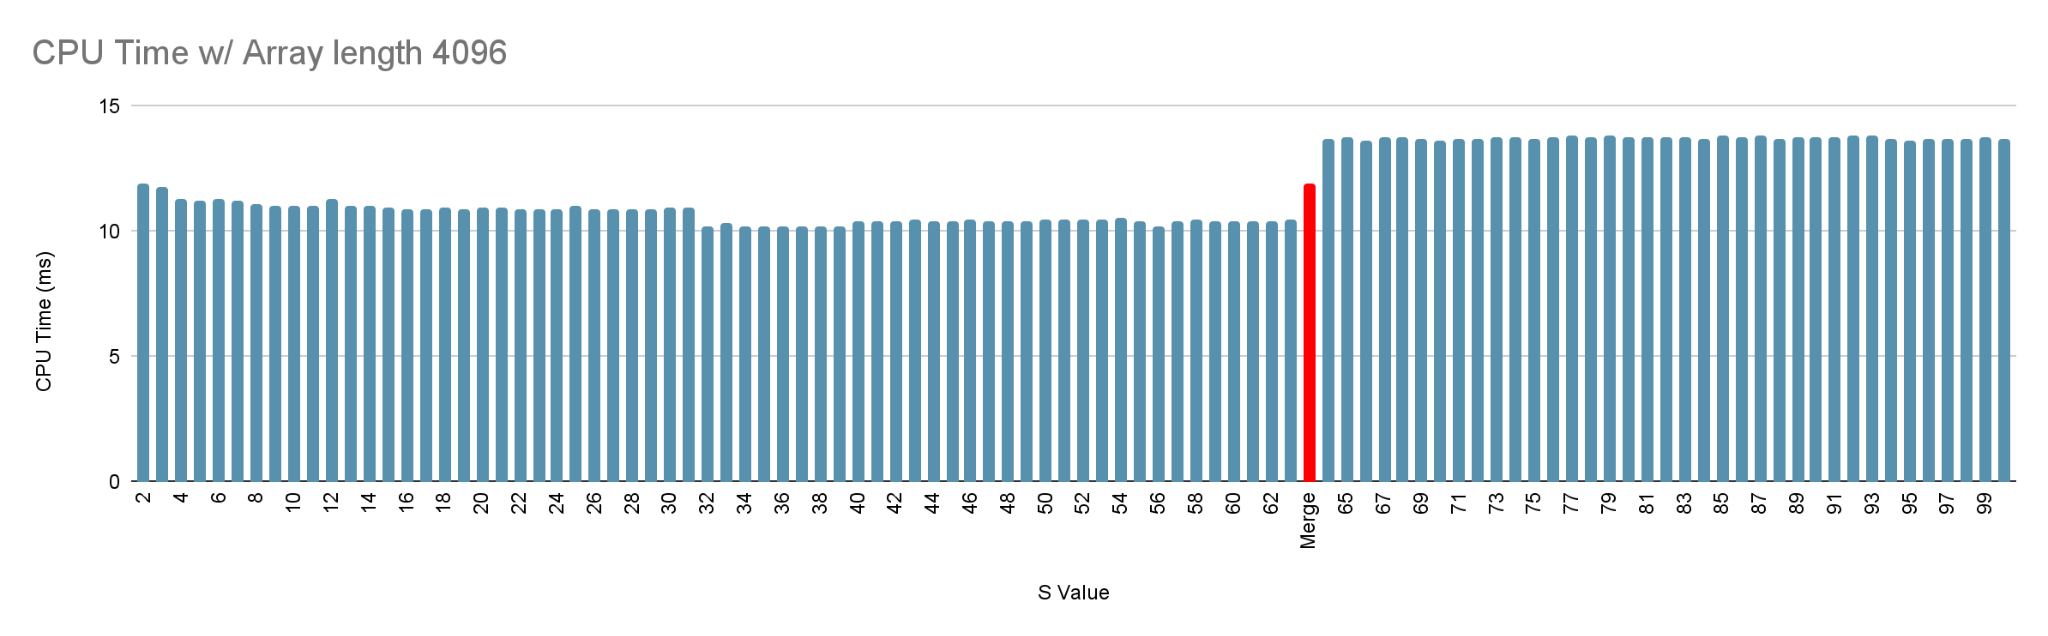 CPU Time w/ Array length 4096
15
10
5
0
CPU Time (ms)
2 4 6 8 10 12 14 16 18 20 22 24 26 28 30 32 34 36 38 40 42 44 46 48 50 52 54 56 58 60 62 Merge 65 67 69 71 73 75 77 79 81 83 85 87 89 91 93 95 97 99
S Value